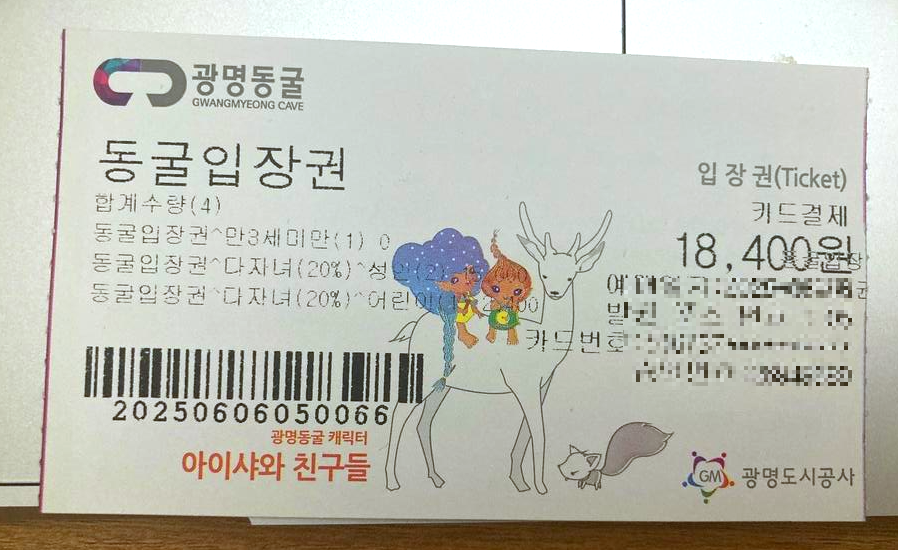 광명동굴
GWANGMYEONG CAVE
동굴입장권
합계수량(4)
동굴입장권^만3세미만(1) 0
동굴입장권^다자녀(20%)^성인(2)
동굴입장권^다자녀(20%)^어린이
20250606050066
광명동굴 캐릭터
아이샤와 친구들
입장권(Ticket)
카드결제
18,400원
카드번호
GM 광명도시공사